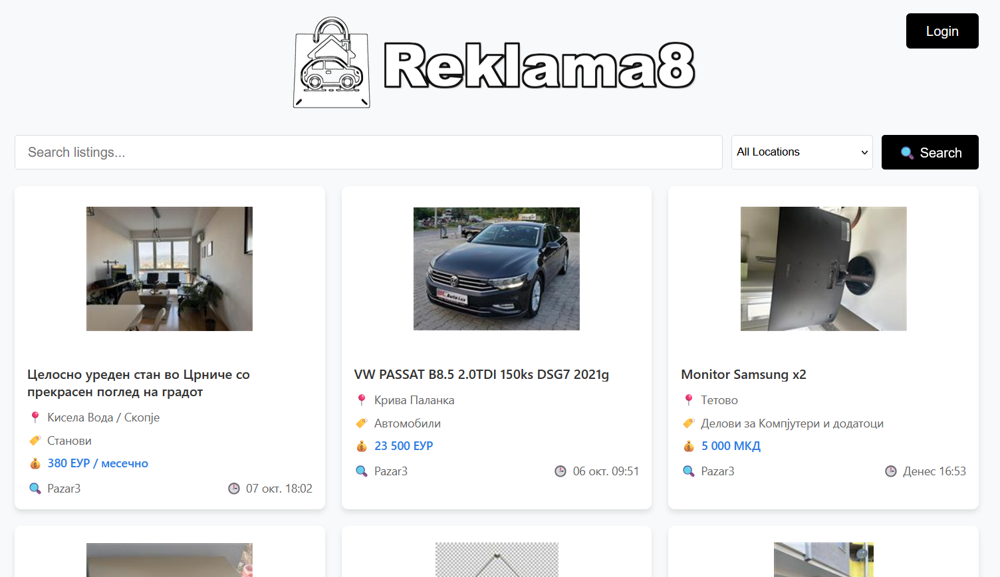 Reklama8
Login
Search listings...
All Locations
Search
Целосно уреден стан во Црниче со
прекрасен поглед на градот
Кисела Вода / Скопје
Станови
380 ЕУР / месечно
Pazar3
07 окт. 18:02
VW PASSAT B8.5 2.0TDI 150ks DSG7 2021g
Крива Паланка
Автомобили
23 500 ЕУР
Pazar3
06 окт. 09:51
Monitor Samsung x2
Тетово
Делови за Компјутери и додатоци
5 000 МКД
Pazar3
Денес 16:53
Auto Lux